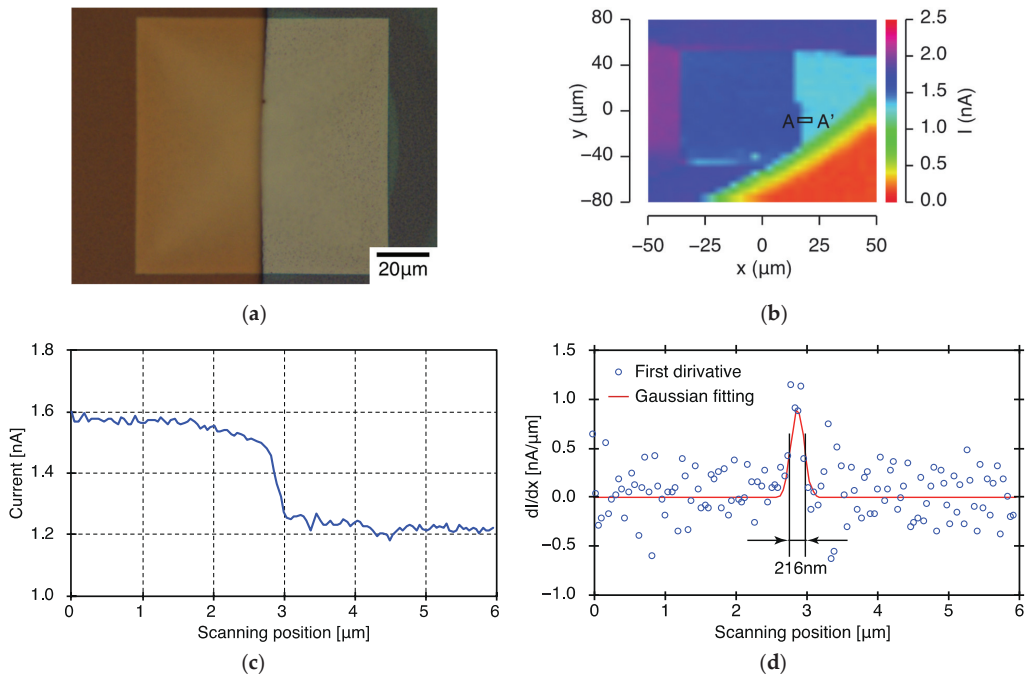 20µm
(a)
80
40
0
−40
−80
y (µm)
−50 −25 0 25 50
x (µm)
A A'
2.5
2.0
1.5
1.0
0.5
0.0
I (nA)
(b)
1.8
1.6
1.4
1.2
1.0
Current [nA]
0 1 2 3 4 5 6
Scanning position [µm]
(c)
1.5
1.0
0.5
0.0
−0.5
−1.0
dI/dx [nA/µm]
First dirivative
Gaussian fitting
216nm
0 1 2 3 4 5 6
Scanning position [µm]
(d)